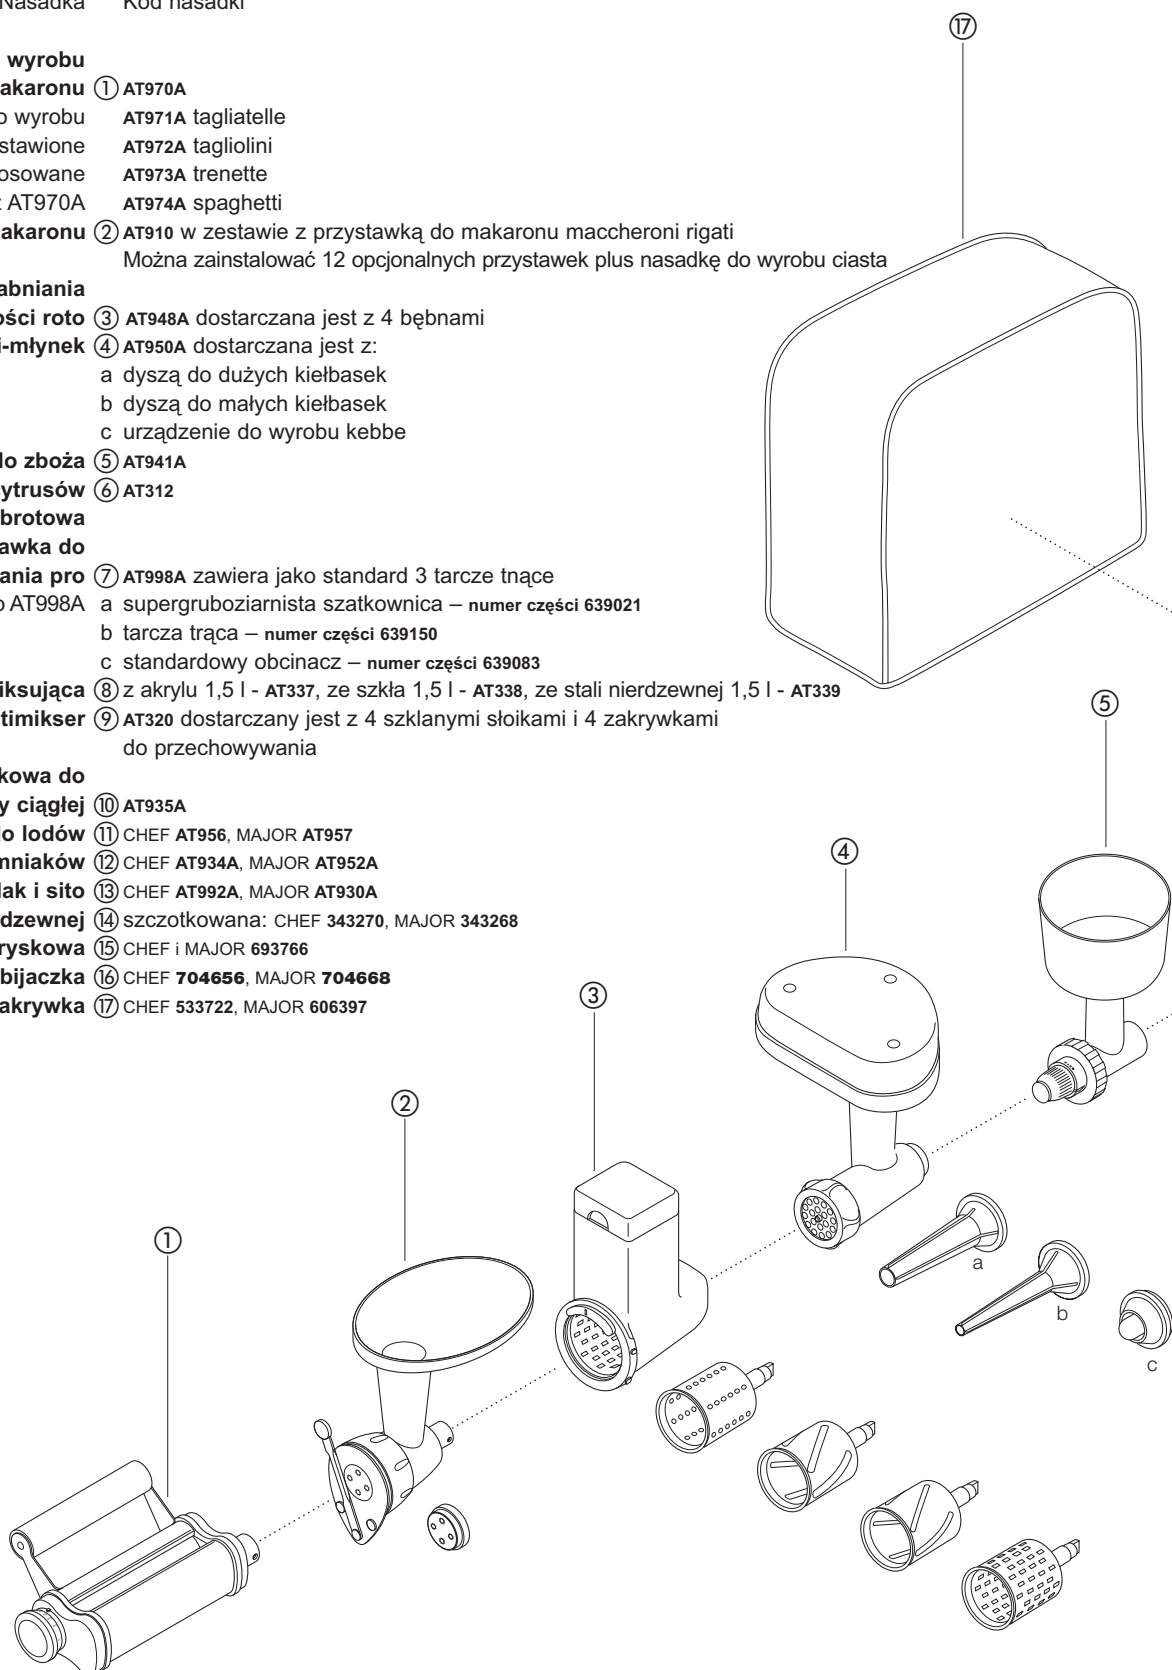 Nasadka Kod nasadki
wyrobu
akaronu ① AT970A
o wyrobu AT971A tagliatelle
stawione AT972A tagliolini
osowane AT973A trenette
z AT970A AT974A spaghetti
akaronu ② AT910 w zestawie z przystawką do makaronu maccheroni rigati
Można zainstalować 12 opcjonalnych przystawek plus nasadkę do wyrobu ciasta
abniania
ości roto ③ AT948A dostarczana jest z 4 bębnami
i-młynek ④ AT950A dostarczana jest z:
a dyszą do dużych kiełbasek
b dyszą do małych kiełbasek
c urządzenie do wyrobu kebbe
do zboża ⑤ AT941A
cytrusów ⑥ AT312
brotowa
awka do
ania pro ⑦ AT998A zawiera jako standard 3 tarcze tnące
o AT998A a supergruboziarnista szatkownica – numer części 639021
b tarcza trąca – numer części 639150
c standardowy obcinacz – numer części 639083
iksująca ⑧ z akrylu 1,5 l - AT337, ze szkła 1,5 l - AT338, ze stali nierdzewnej 1,5 l - AT339
timikser ⑨ AT320 dostarczany jest z 4 szklanymi słoikami i 4 zakrywkami
do przechowywania
kowa do
y ciągłej ⑩ AT935A
do lodów ⑪ CHEF AT956, MAJOR AT957
mniaków ⑫ CHEF AT934A, MAJOR AT952A
lak i sito ⑬ CHEF AT992A, MAJOR AT930A
dzewnej ⑭ szczotkowana: CHEF 343270, MAJOR 343268
ryskowa ⑮ CHEF i MAJOR 693766
bijaczka ⑯ CHEF 704656, MAJOR 704668
akrywka ⑰ CHEF 533722, MAJOR 606397
⑰
⑤
④
③
②
①
a
b
c